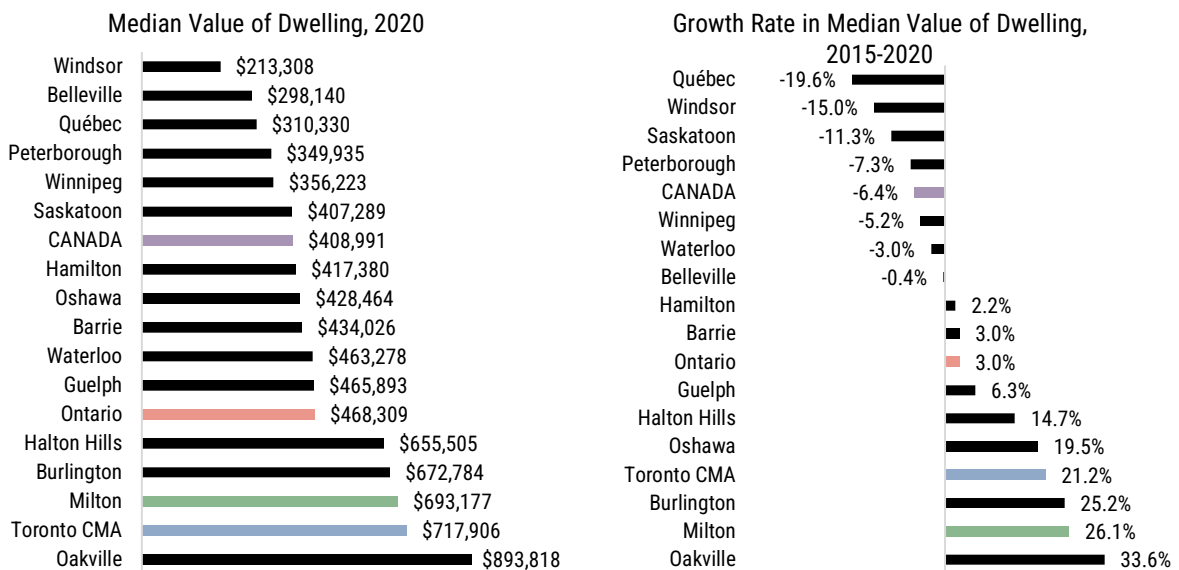 Median Value of Dwelling, 2020
Windsor $213,308
Belleville $298,140
Québec $310,330
Peterborough $349,935
Winnipeg $356,223
Saskatoon $407,289
CANADA $408,991
Hamilton $417,380
Oshawa $428,464
Barrie $434,026
Waterloo $463,278
Guelph $465,893
Ontario $468,309
Halton Hills $655,505
Burlington $672,784
Milton $693,177
Toronto CMA $717,906
Oakville $893,818
Growth Rate in Median Value of Dwelling,
2015-2020
Québec -19.6%
Windsor -15.0%
Saskatoon -11.3%
Peterborough -7.3%
CANADA -6.4%
Winnipeg -5.2%
Waterloo -3.0%
Belleville -0.4%
Hamilton 2.2%
Barrie 3.0%
Ontario 3.0%
Guelph 6.3%
Halton Hills 14.7%
Oshawa 19.5%
Toronto CMA 21.2%
Burlington 25.2%
Milton 26.1%
Oakville 33.6%